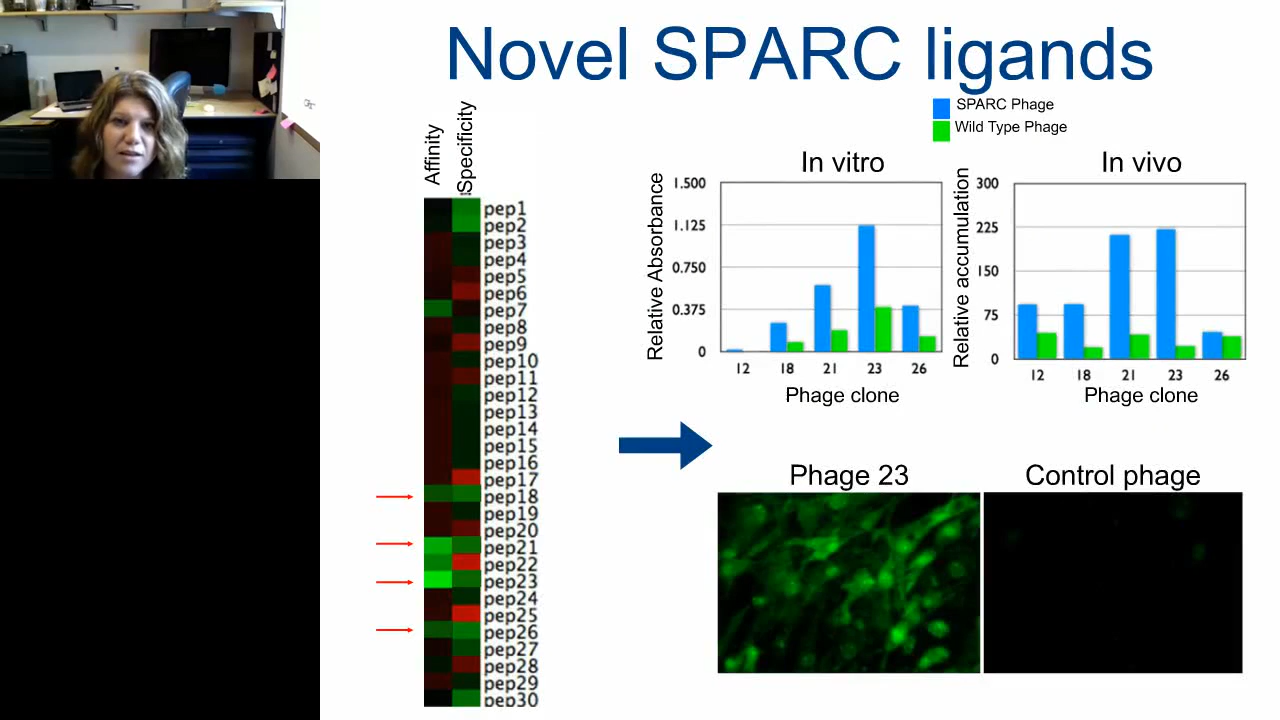 Novel SPARC ligands
SPARC Phage
Wild Type Phage
Affinity
Specificity
pep1
pep2
pep3
pep4
pep5
pep6
pep7
pep8
pep9
pep10
pep11
pep12
pep13
pep14
pep15
pep16
pep17
pep18
pep19
pep20
pep21
pep22
pep23
pep24
pep25
pep26
pep27
pep28
pep29
pep30
In vitro
Relative Absorbance
1.500
1.125
0.750
0.375
0
12 18 21 23 26
Phage clone
In vivo
Relative accumulation
300
225
150
75
0
12 18 21 23 26
Phage clone
Phage 23
Control phage